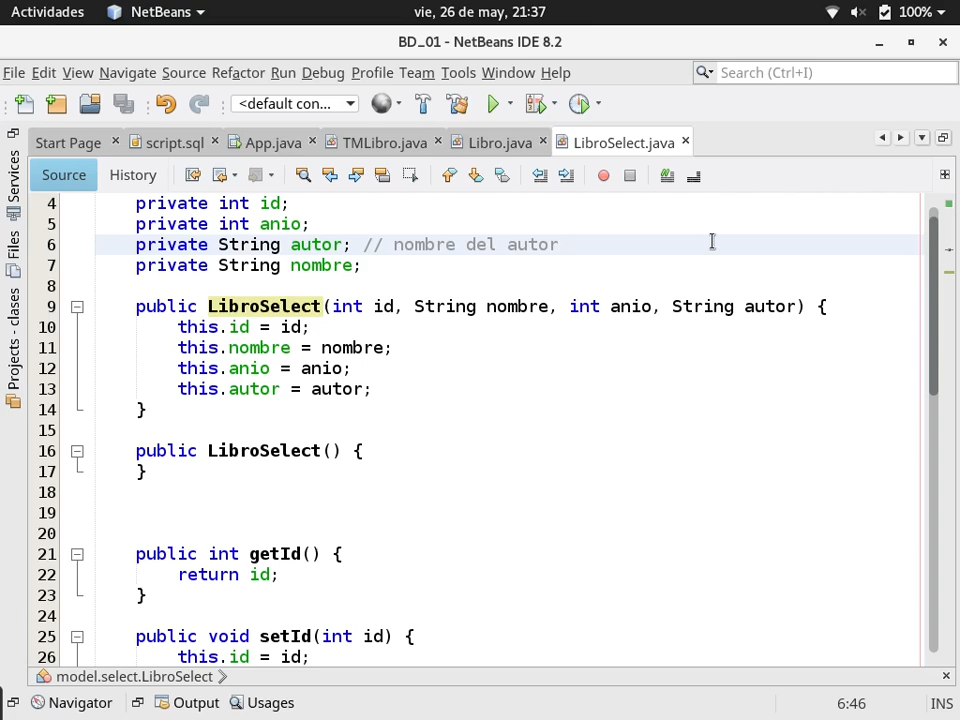 Actividades NetBeans vie, 26 de may, 21:37 100%
BD_01 - NetBeans IDE 8.2
File Edit View Navigate Source Refactor Run Debug Profile Team Tools Window Help Search (Ctrl+I)
<default con...
Start Page script.sql App.java TMLibro.java Libro.java LibroSelect.java
Source History
Services
Files
Projects - clases
4 private int id;
5 private int anio;
6 private String autor; // nombre del autor
7 private String nombre;
8
9 public LibroSelect(int id, String nombre, int anio, String autor) {
10 this.id = id;
11 this.nombre = nombre;
12 this.anio = anio;
13 this.autor = autor;
14 }
15
16 public LibroSelect() {
17 }
18
19
20
21 public int getId() {
22 return id;
23 }
24
25 public void setId(int id) {
26 this.id = id;
model.select.LibroSelect
Navigator Output Usages 6:46 INS